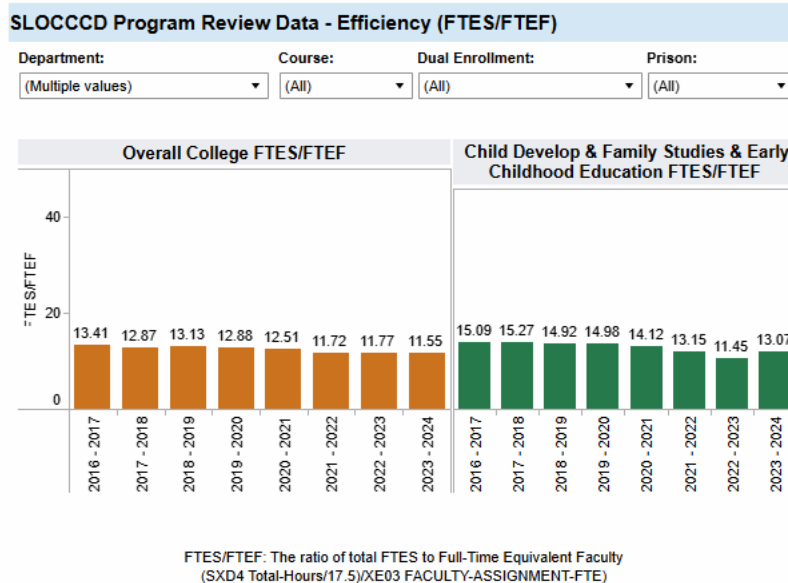 SLOCCCD Program Review Data - Efficiency (FTES/FTEF)
Department:
Course:
Dual Enrollment:
Prison:
(Multiple values)
(All)
(All)
(All)
Overall College FTES/FTEF
Child Develop & Family Studies & Early
Childhood Education FTES/FTEF
FTES/FTEF
40
20
0
13.41 12.87 13.13 12.88 12.51 11.72 11.77 11.55
15.09 15.27 14.92 14.98 14.12 13.15 11.45 13.07
2016 - 2017
2017 - 2018
2018 - 2019
2019 - 2020
2020 - 2021
2021 - 2022
2022 - 2023
2023 - 2024
2016 - 2017
2017 - 2018
2018 - 2019
2019 - 2020
2020 - 2021
2021 - 2022
2022 - 2023
2023 - 2024
FTES/FTEF: The ratio of total FTES to Full-Time Equivalent Faculty
(SXD4 Total-Hours/17.5)/XE03 FACULTY-ASSIGNMENT-FTE)